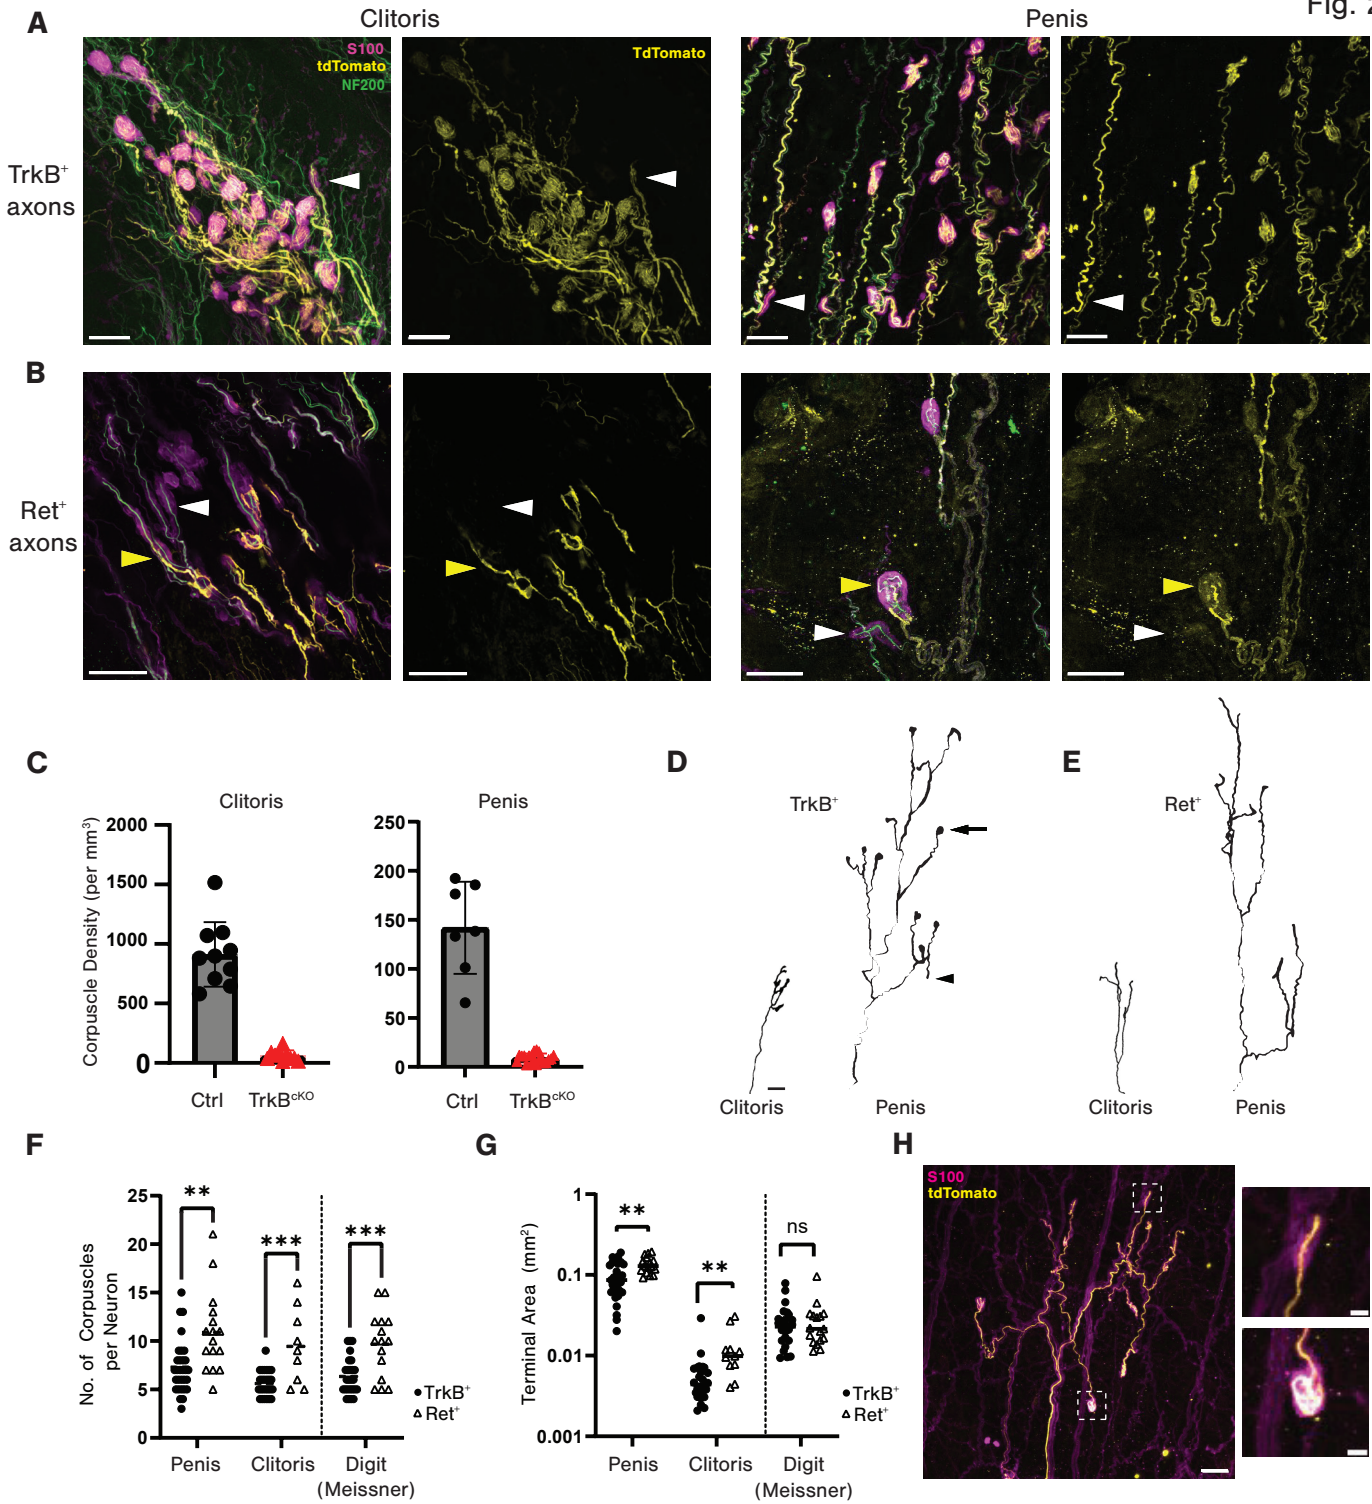 Fig. 2
A
Clitoris
Penis
S100
tdTomato
NF200
TdTomato
TrkB+
axons
B
Ret+
axons
C
Clitoris
Penis
Corpuscle Density (per mm³)
2000
1500
1000
500
0
Ctrl
TrkBcKO
250
200
150
100
50
0
Ctrl
TrkBcKO
D
TrkB+
Clitoris
Penis
E
Ret+
Clitoris
Penis
F
No. of Corpuscles
per Neuron
25
20
15
10
5
0
**
***
***
Penis
Clitoris
Digit
(Meissner)
TrkB+
Ret+
G
Terminal Area (mm²)
1
0.1
0.01
0.001
**
**
ns
Penis
Clitoris
Digit
(Meissner)
TrkB+
Ret+
H
S100
tdTomato